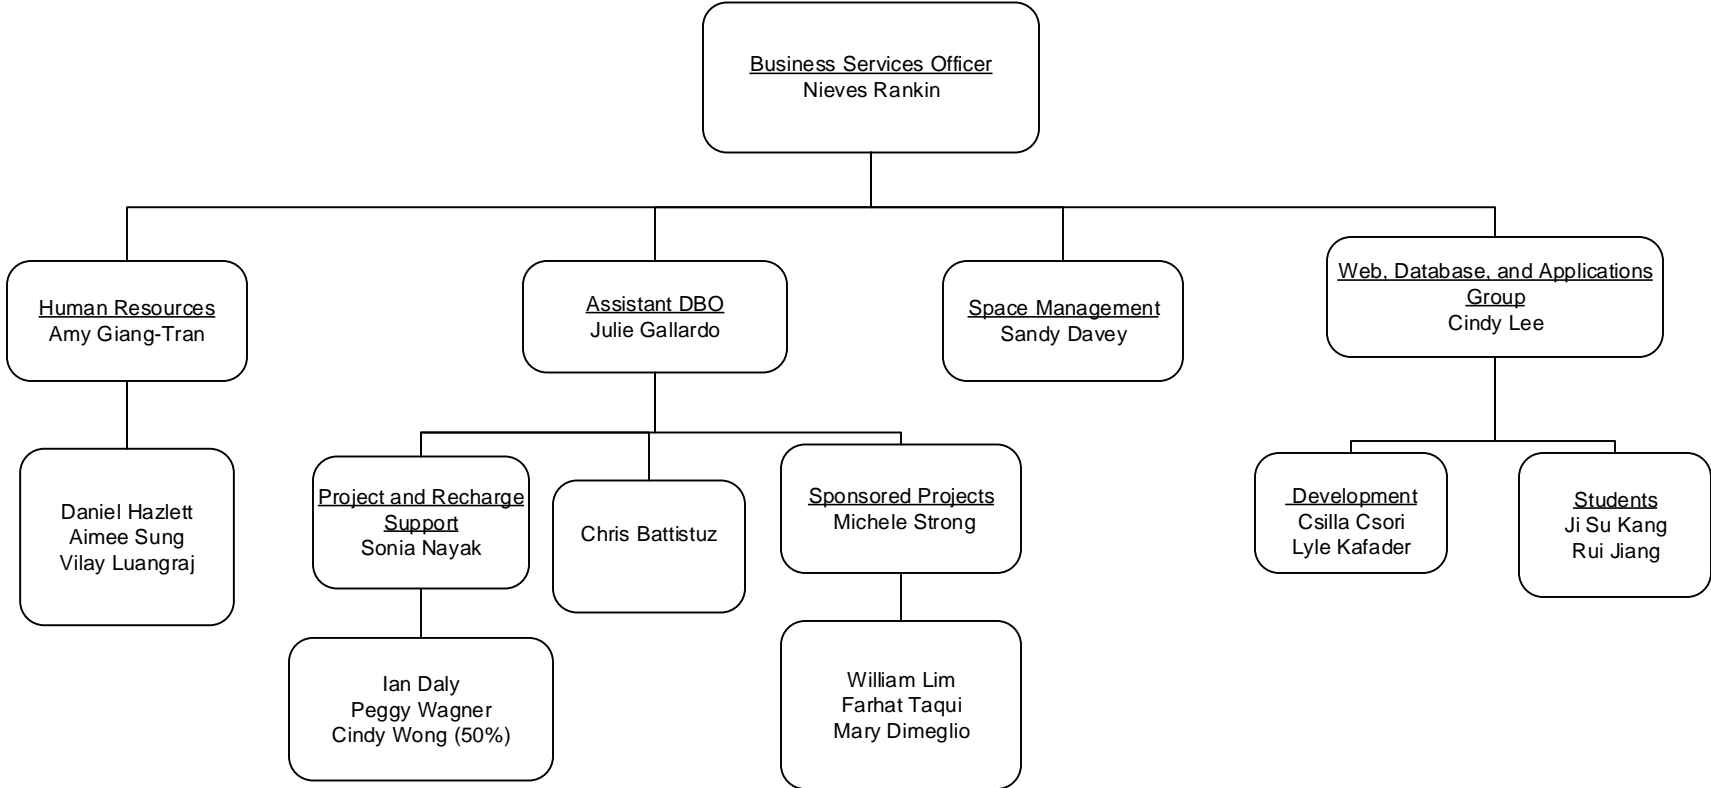 Business Services Officer
Nieves Rankin
Human Resources
Amy Giang-Tran
Assistant DBO
Julie Gallardo
Space Management
Sandy Davey
Web, Database, and Applications
Group
Cindy Lee
Daniel Hazlett
Aimee Sung
Vilay Luangraj
Project and Recharge
Support
Sonia Nayak
Chris Battistuz
Sponsored Projects
Michele Strong
Development
Csilla Csori
Lyle Kafader
Students
Ji Su Kang
Rui Jiang
Ian Daly
Peggy Wagner
Cindy Wong (50%)
William Lim
Farhat Taqui
Mary Dimeglio